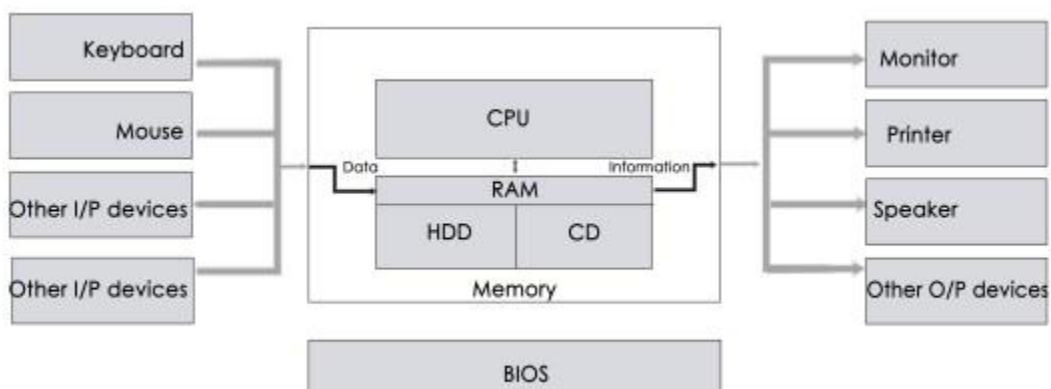 Keyboard
Mouse
Other I/P devices
Other I/P devices
CPU
Data
Information
RAM
HDD
CD
Memory
BIOS
Monitor
Printer
Speaker
Other O/P devices